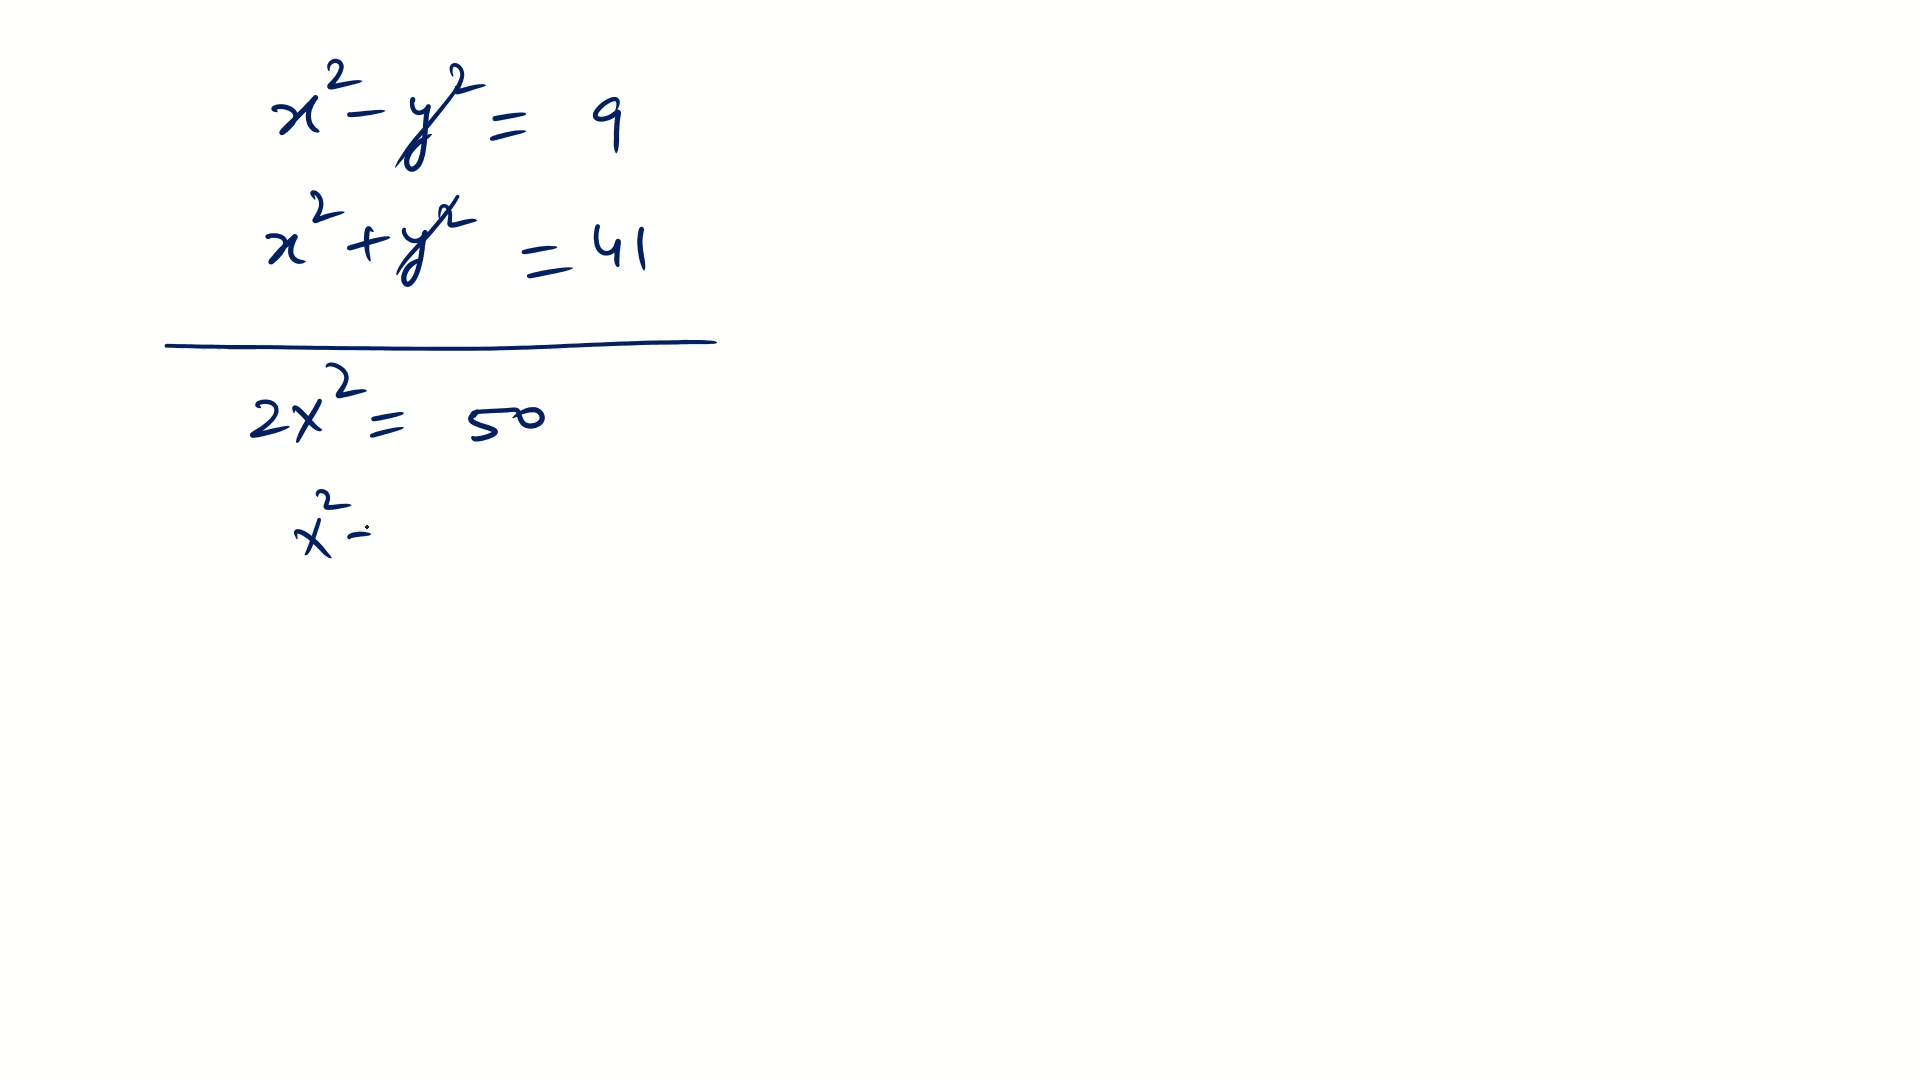 x² - y² = 9
x² + y² = 41
2x² = 50
x² -